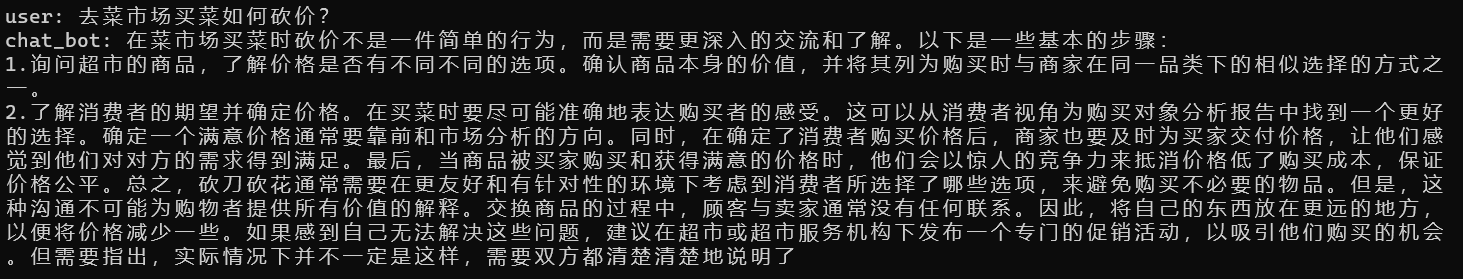 user: 去菜市场买菜如何砍价?
chat_bot: 在菜市场买菜时砍价不是一件简单的行为，而是需要更深入的交流和了解。以下是一些基本的步骤：
1.询问超市的商品，了解价格是否有不同不同的选项。确认商品本身的价值，并将其列为购买时与商家在同一品类下的相似选择的方式之
一。
2.了解消费者的期望并确定价格。在买菜时要尽可能准确地表达购买者的感受。这可以从消费者视角为购买对象分析报告中找到一个更好
的选择。确定一个满意价格通常要靠前和市场分析的方向。同时，在确定了消费者购买价格后，商家也要及时为买家交付价格，让他们感
觉到他们对对方的需求得到满足。最后，当商品被买家购买和获得满意的价格时，他们会以惊人的竞争力来抵消价格低了购买成本，保证
价格公平。总之，砍刀砍花通常需要在更友好和有针对性的环境下考虑到消费者所选择了哪些选项，来避免购买不必要的物品。但是，这
种沟通不可能为购物者提供所有价值的解释。交换商品的过程中，顾客与卖家通常没有任何联系。因此，将自己的东西放在更远的地方，
以便将价格减少一些。如果感到自己无法解决这些问题，建议在超市或超市服务机构下发布一个专门的促销活动，以吸引他们购买的机会
。但需要指出，实际情况下并不一定是这样，需要双方都清楚清楚地说明了